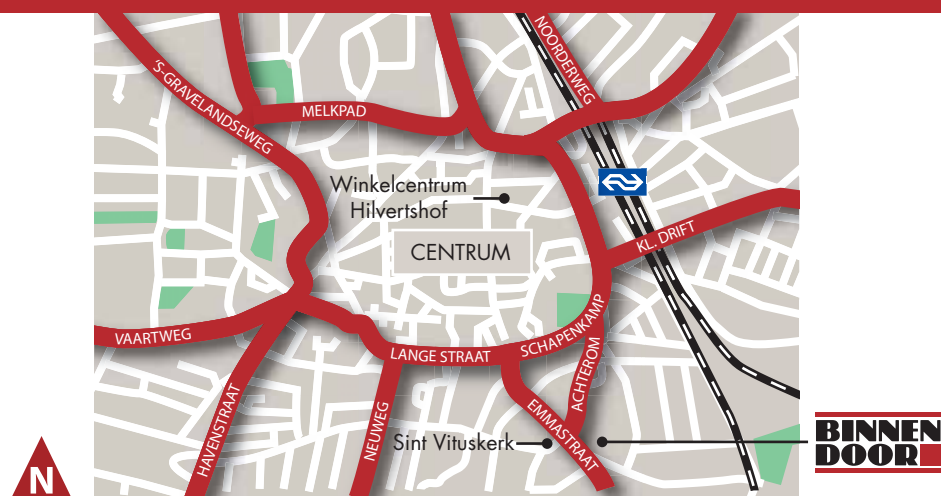 'S-GRAVELANDSEWEG
MELKPAD
NOORDERWEG
Winkelcentrum
Hilvertshof
CENTRUM
KL. DRIFT
VAARTWEG
LANGE STRAAT
SCHAPENKAMP
ACHTEROM
HAVENSTRAAT
NEUWEG
EMMASTRAAT
Sint Vituskerk
BINNEN
DOOR
N